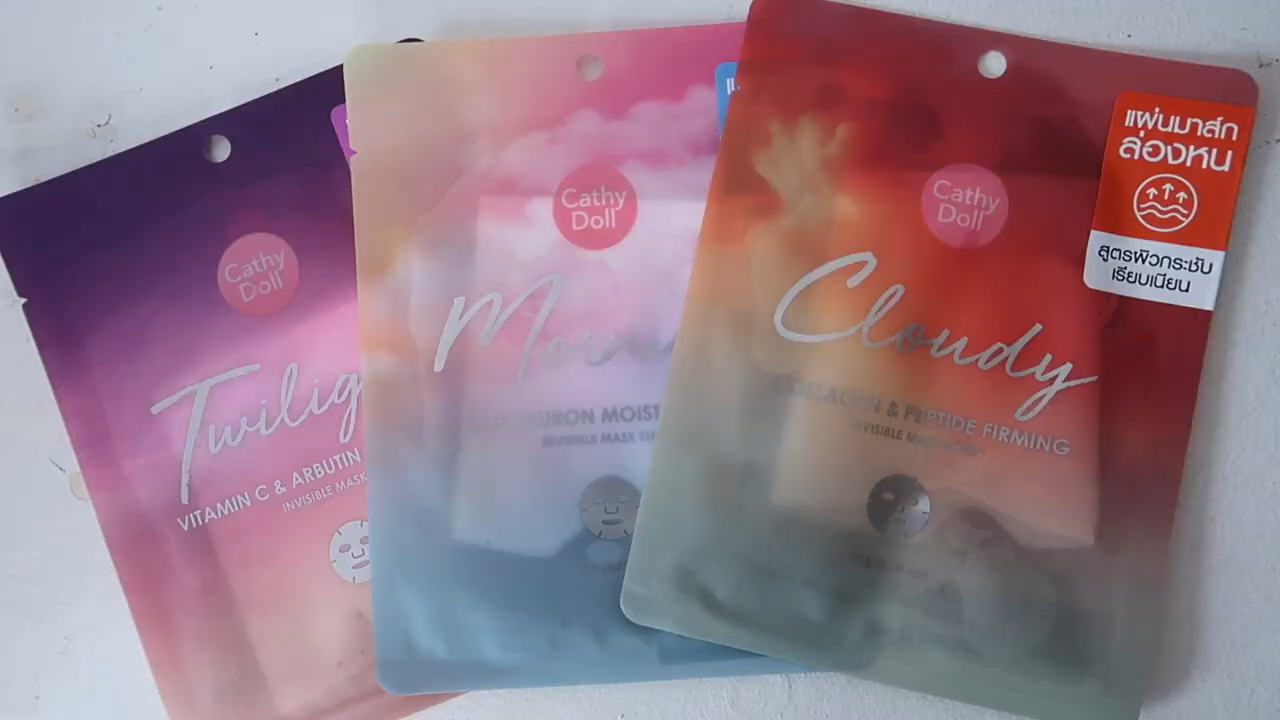 Cathy
Doll
Twilig
VITAMIN C & ARBUTIN
INVISIBLE MASK
Cathy
Doll
URON MOIST
INVISIBLE MASK
Cathy
Doll
Cloudy
COLLAGEN & PEPTIDE FIRMING
แผ่นมาส์ก
ล่องหน
สูตรผิวกระชับ
เรียบเนียน